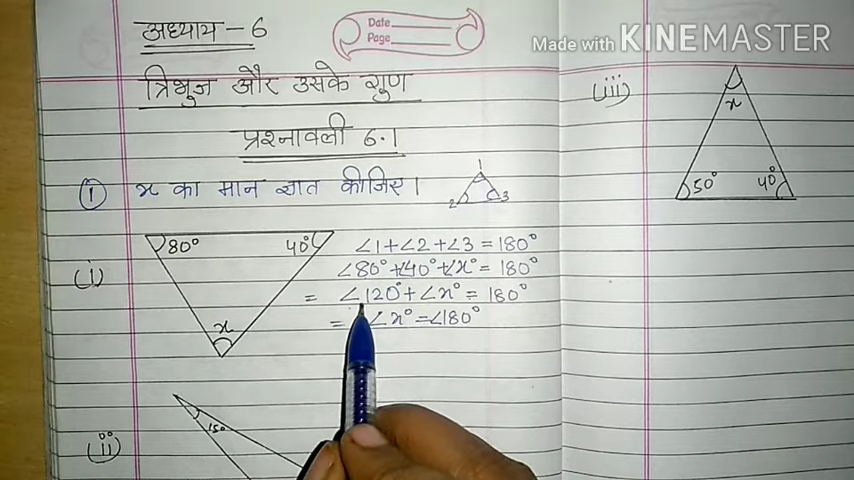 अध्याय - 6
Date
Page
Made with KINEMASTER
त्रिभुज और उसके गुण
प्रश्नावली 6.1
① x का मान ज्ञात कीजिए।
1
2 3
(i)
80° 40°
x
∠1+∠2+∠3 = 180°
∠80°+∠40°+∠x° = 180°
= ∠120°+∠x° = 180°
= ∠x° = ∠180°
(ii)
150
(iii)
x
50° 40°